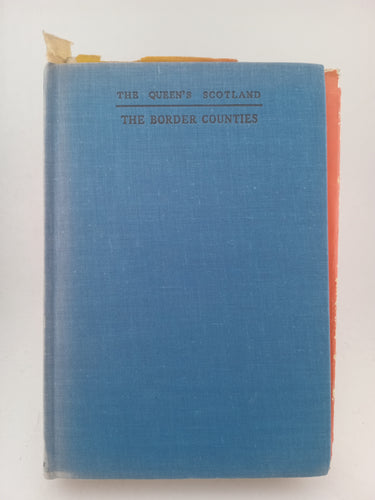 THE QUEEN'S SCOTLAND
THE BORDER COUNTIES